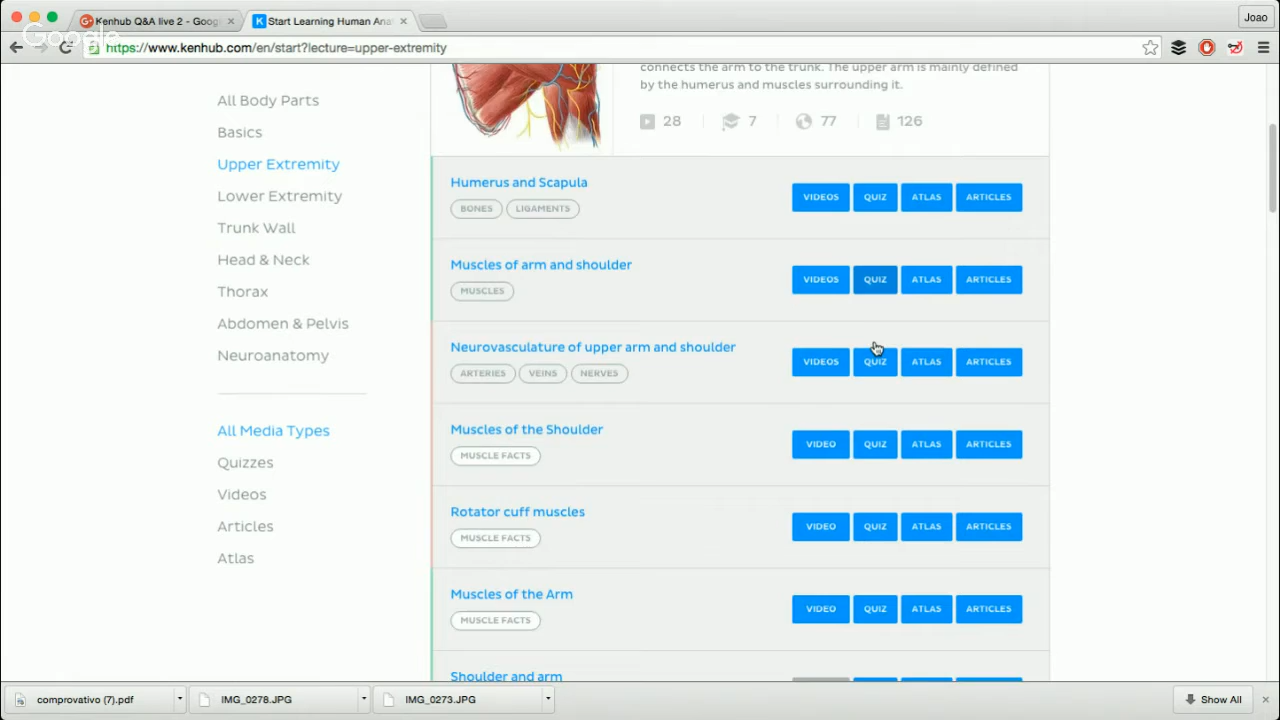 Kenhub Q&A live 2 - Goog
Start Learning Human Ana
Joao
Google
https://www.kenhub.com/en/start?lecture=upper-extremity
connects the arm to the trunk. The upper arm is mainly defined
by the humerus and muscles surrounding it.
28 7 77 126
All Body Parts
Basics
Upper Extremity
Lower Extremity
Trunk Wall
Head & Neck
Thorax
Abdomen & Pelvis
Neuroanatomy
All Media Types
Quizzes
Videos
Articles
Atlas
Humerus and Scapula
BONES LIGAMENTS
VIDEOS QUIZ ATLAS ARTICLES
Muscles of arm and shoulder
MUSCLES
VIDEOS QUIZ ATLAS ARTICLES
Neurovasculature of upper arm and shoulder
ARTERIES VEINS NERVES
VIDEOS QUIZ ATLAS ARTICLES
Muscles of the Shoulder
MUSCLE FACTS
VIDEO QUIZ ATLAS ARTICLES
Rotator cuff muscles
MUSCLE FACTS
VIDEO QUIZ ATLAS ARTICLES
Muscles of the Arm
MUSCLE FACTS
VIDEO QUIZ ATLAS ARTICLES
Shoulder and arm
comprovativo (7).pdf
IMG_0278.JPG
IMG_0273.JPG
Show All